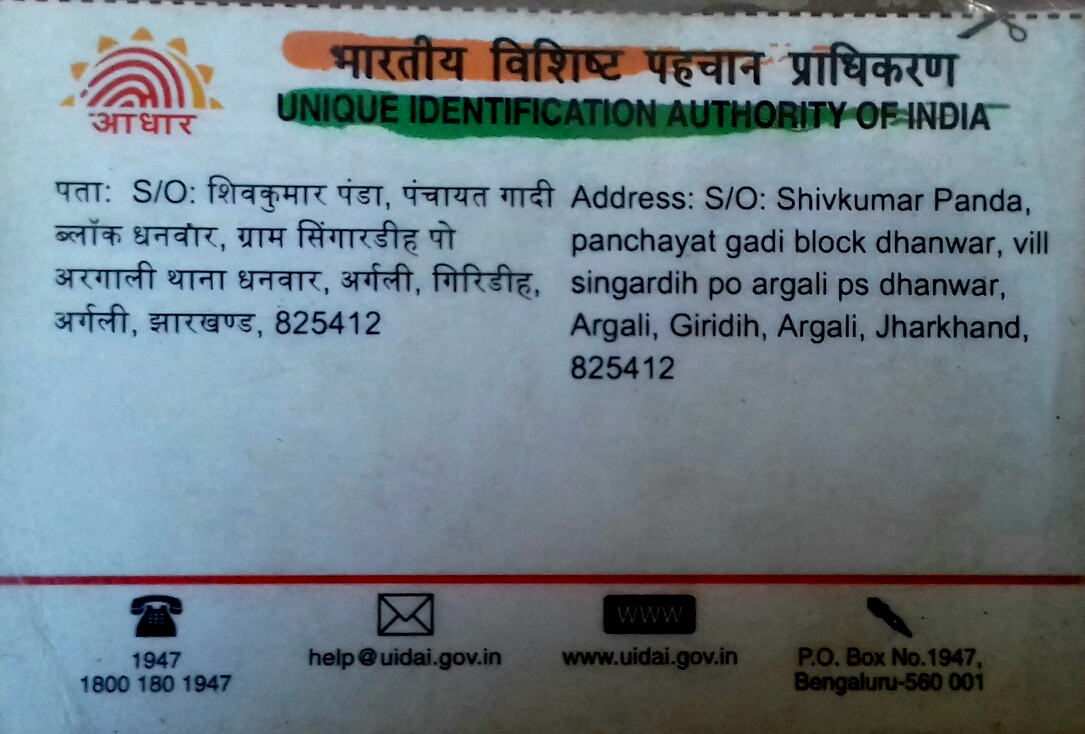 आधार
भारतीय विशिष्ट पहचान प्राधिकरण
UNIQUE IDENTIFICATION AUTHORITY OF INDIA
पता: S/O: शिवकुमार पंडा, पंचायत गादी
ब्लॉक धनवार, ग्राम सिंगारडीह पो
अरगाली थाना धनवार, अर्गली, गिरिडीह,
अर्गली, झारखण्ड, 825412
Address: S/O: Shivkumar Panda,
panchayat gadi block dhanwar, vill
singardih po argali ps dhanwar,
Argali, Giridih, Argali, Jharkhand,
825412
1947
1800 180 1947
help@uidai.gov.in
www
www.uidai.gov.in
P.O. Box No.1947,
Bengaluru-560 001